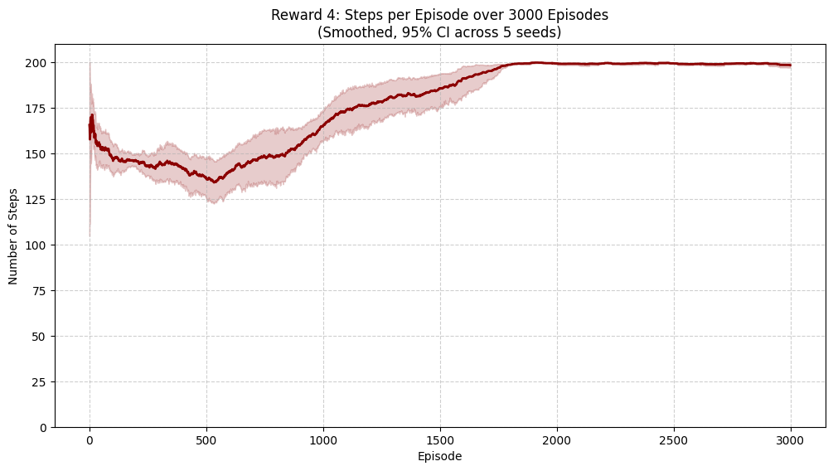 Reward 4: Steps per Episode over 3000 Episodes
(Smoothed, 95% CI across 5 seeds)
Number of Steps
200
175
150
125
100
75
50
25
0
0 500 1000 1500 2000 2500 3000
Episode